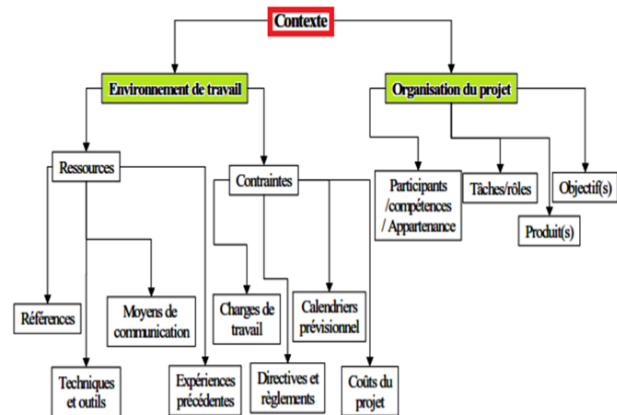 Contexte
Environnement de travail
Organisation du projet
Ressources
Contraintes
Participants
/compétences
/ Appartenance
Tâches/rôles
Objectif(s)
Produit(s)
Références
Moyens de
communication
Charges de
travail
Calendriers
prévisionnel
Techniques
et outils
Expériences
précédentes
Directives et
règlements
Coûts du
projet